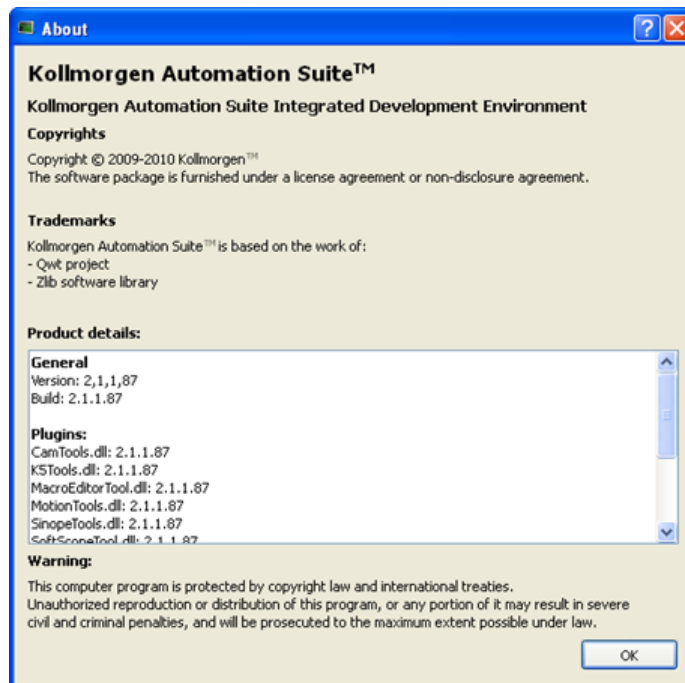 About
Kollmorgen Automation Suite™
Kollmorgen Automation Suite Integrated Development Environment
Copyrights
Copyright © 2009-2010 Kollmorgen™
The software package is furnished under a license agreement or non-disclosure agreement.
Trademarks
Kollmorgen Automation Suite™ is based on the work of:
- Qwt project
- Zlib software library
Product details:
General
Version: 2,1,1,87
Build: 2.1.1.87
Plugins:
CamTools.dll: 2.1.1.87
KSTools.dll: 2.1.1.87
MacroEditorTool.dll: 2.1.1.87
MotionTools.dll: 2.1.1.87
SinopeTools.dll: 2.1.1.87
SoftScopeTool.dll: 2.1.1.87
Warning:
This computer program is protected by copyright law and international treaties.
Unauthorized reproduction or distribution of this program, or any portion of it may result in severe
civil and criminal penalties, and will be prosecuted to the maximum extent possible under law.
OK